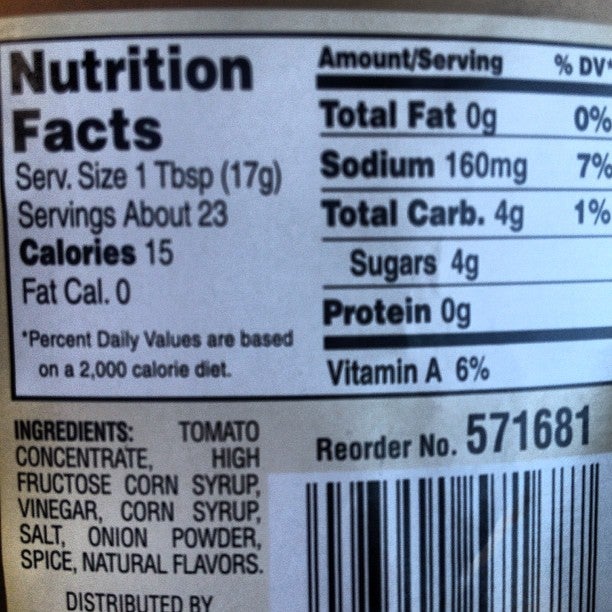 Nutrition
Facts
Serv. Size 1 Tbsp (17g)
Servings About 23
Calories 15
Fat Cal. 0
*Percent Daily Values are based
on a 2,000 calorie diet.
Amount/Serving % DV*
Total Fat 0g 0%
Sodium 160mg 7%
Total Carb. 4g 1%
Sugars 4g
Protein 0g
Vitamin A 6%
INGREDIENTS: TOMATO
CONCENTRATE, HIGH
FRUCTOSE CORN SYRUP,
VINEGAR, CORN SYRUP,
SALT, ONION POWDER,
SPICE, NATURAL FLAVORS.
DISTRIBUTED BY
Reorder No. 571681